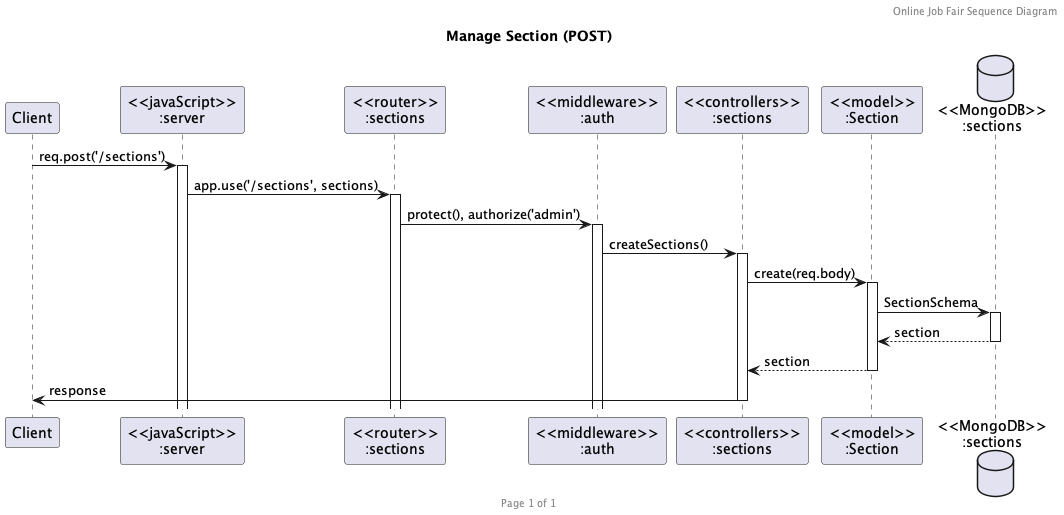 Online Job Fair Sequence Diagram
Manage Section (POST)
Client
<<javaScript>>
:server
<<router>>
:sections
<<middleware>>
:auth
<<controllers>>
:sections
<<model>>
:Section
<<MongoDB>>
:sections
req.post('/sections')
app.use('/sections', sections)
protect(), authorize('admin')
createSections()
create(req.body)
SectionSchema
section
section
response
Client
<<javaScript>>
:server
<<router>>
:sections
<<middleware>>
:auth
<<controllers>>
:sections
<<model>>
:Section
<<MongoDB>>
:sections
Page 1 of 1